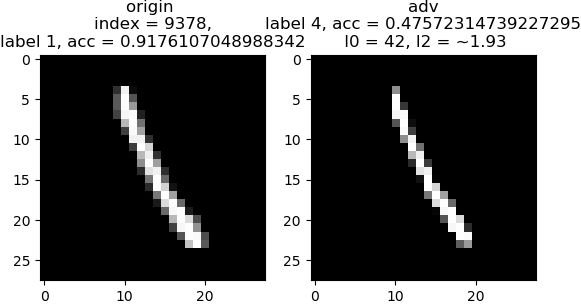 origin
index = 9378,
label 1, acc = 0.9176107048988342
adv
label 4, acc = 0.47572314739227295
l0 = 42, l2 = ~1.93
0
5
10
15
20
25
0 10 20
0
5
10
15
20
25
0 10 20